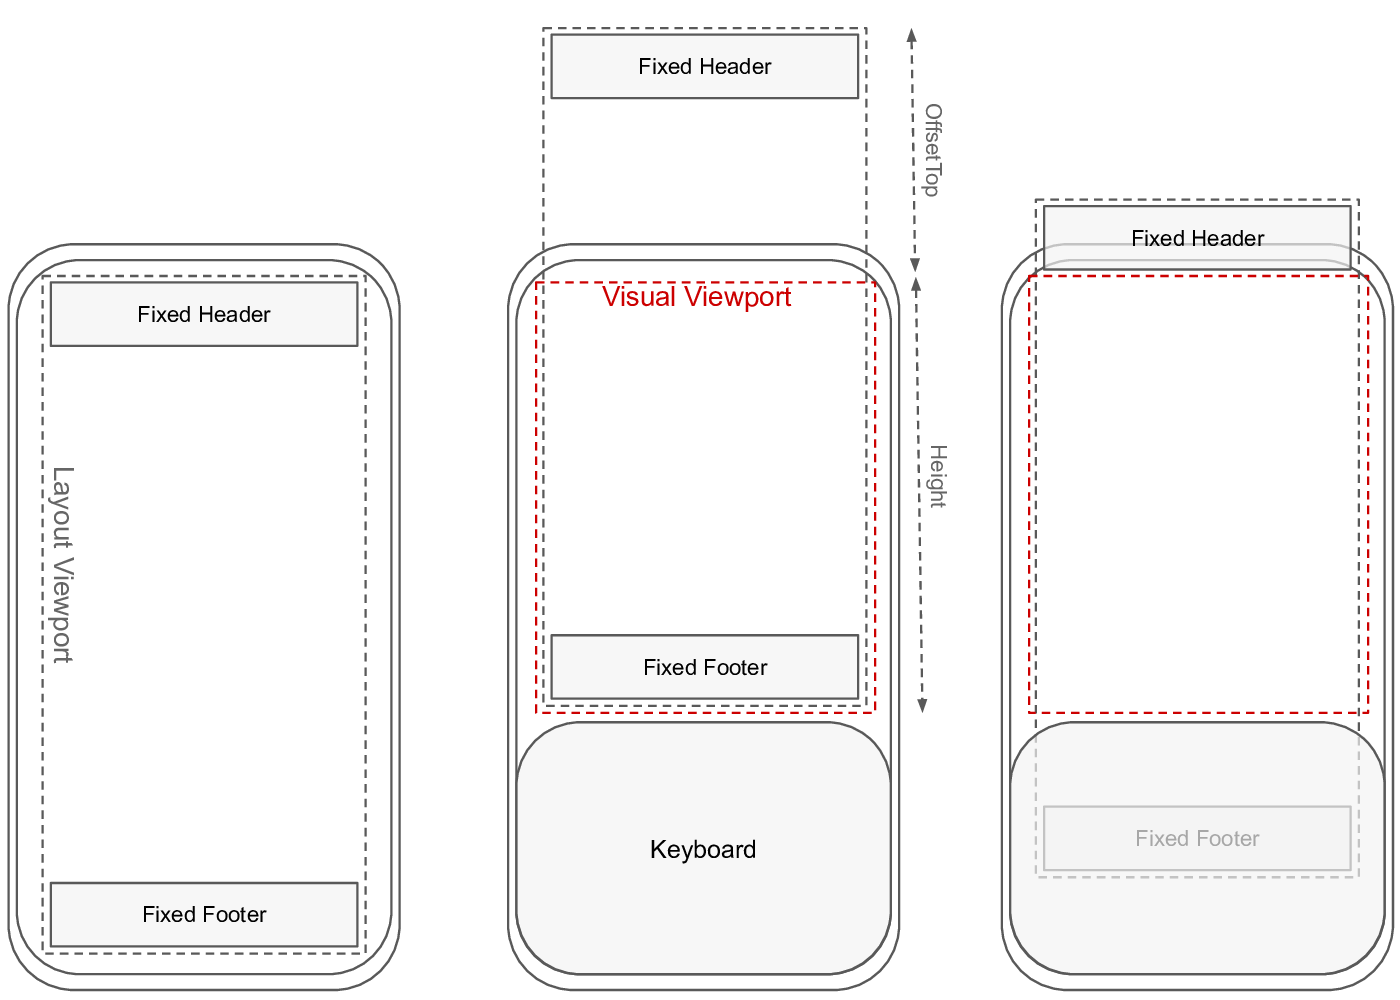 Fixed Header
Layout Viewport
Fixed Footer
Fixed Header
OffsetTop
Visual Viewport
Height
Fixed Footer
Keyboard
Fixed Header
Fixed Footer